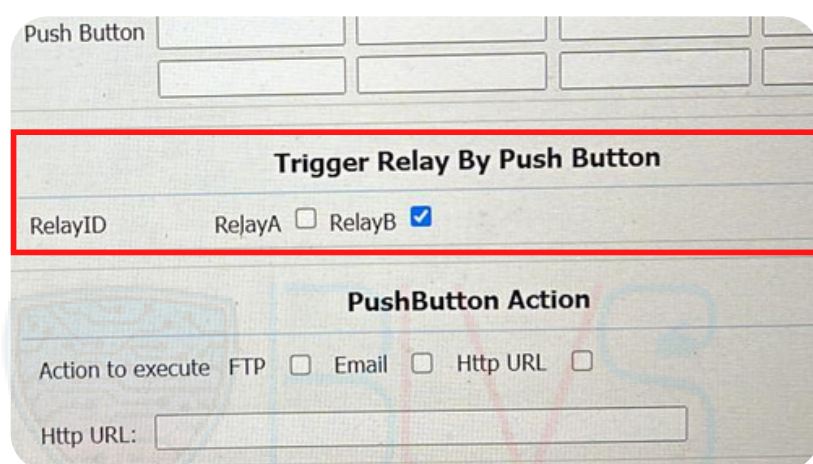 Push Button
Trigger Relay By Push Button
RelayID RelayA RelayB
PushButton Action
Action to execute FTP Email Http URL
Http URL: